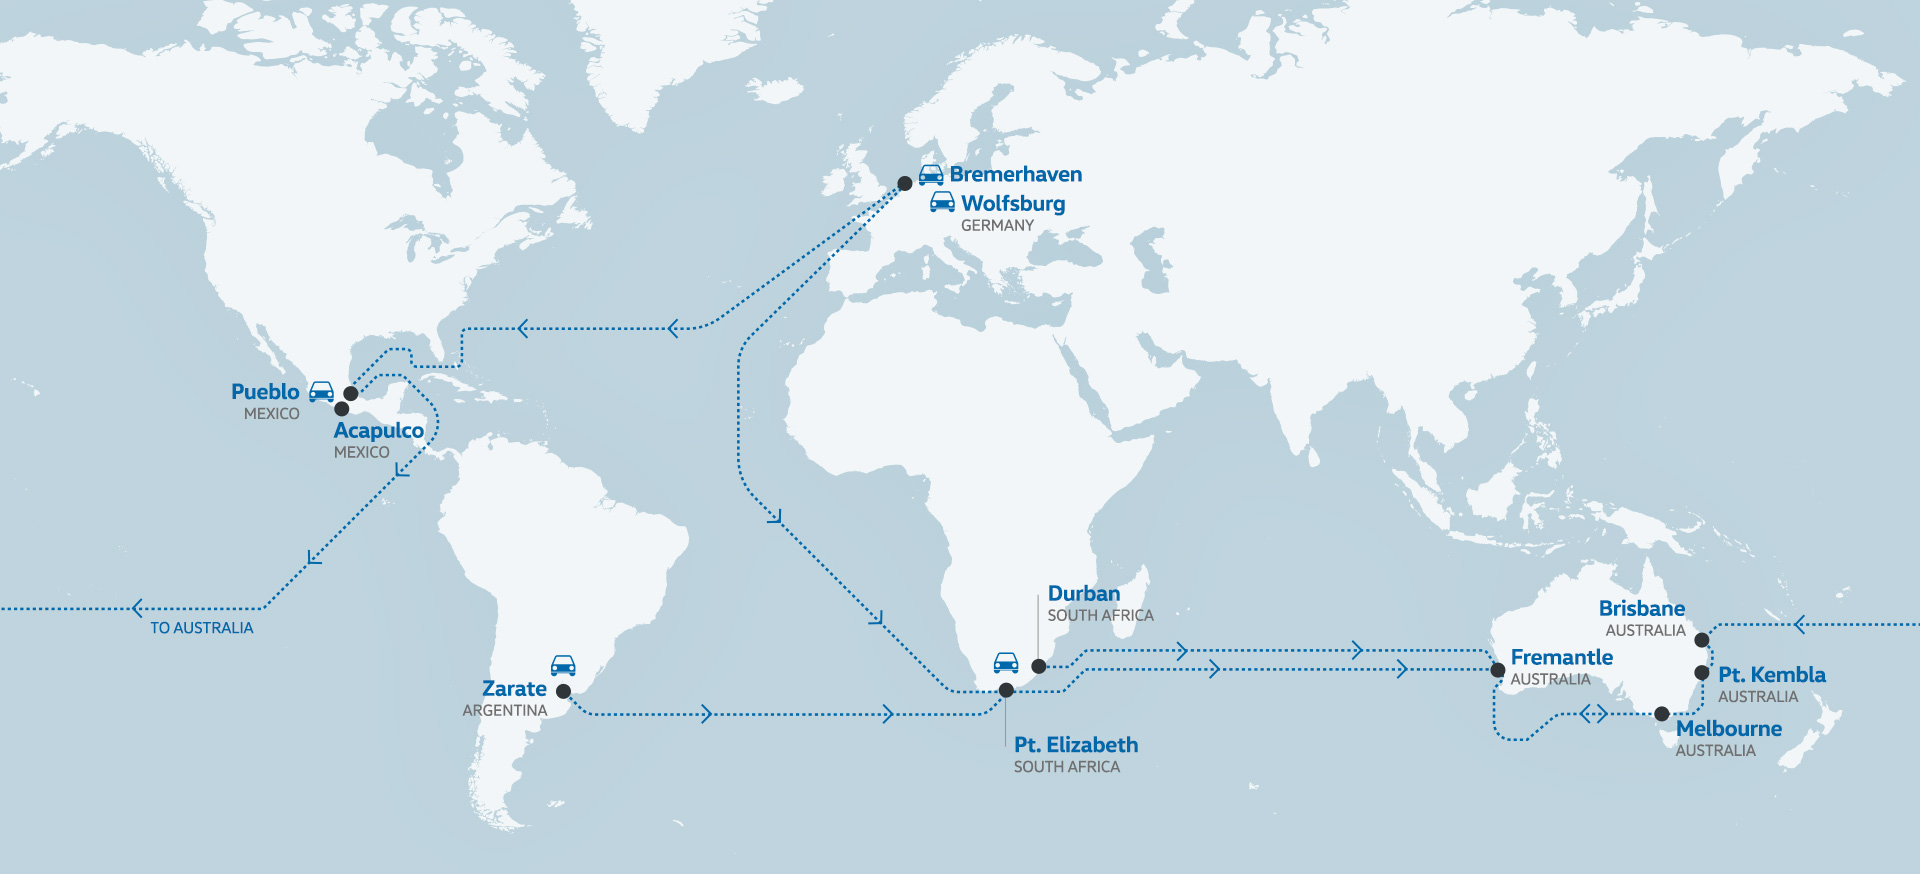 Bremerhaven
Wolfsburg
GERMANY
Pueblo
MEXICO
Acapulco
MEXICO
Durban
SOUTH AFRICA
Brisbane
AUSTRALIA
TO AUSTRALIA
Fremantle
AUSTRALIA
Pt. Kembla
AUSTRALIA
Zarate
ARGENTINA
Melbourne
AUSTRALIA
Pt. Elizabeth
SOUTH AFRICA